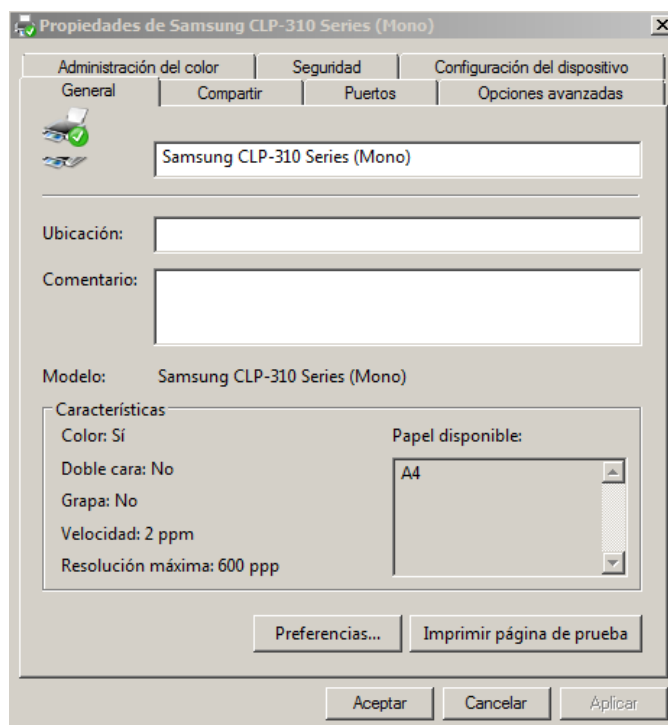 Propiedades de Samsung CLP-310 Series (Mono)
Administración del color Seguridad Configuración del dispositivo
General Compartir Puertos Opciones avanzadas
Samsung CLP-310 Series (Mono)
Ubicación:
Comentario:
Modelo: Samsung CLP-310 Series (Mono)
Características
Color: Sí Papel disponible:
Doble cara: No A4
Grapa: No
Velocidad: 2 ppm
Resolución máxima: 600 ppp
Preferencias... Imprimir página de prueba
Aceptar Cancelar Aplicar